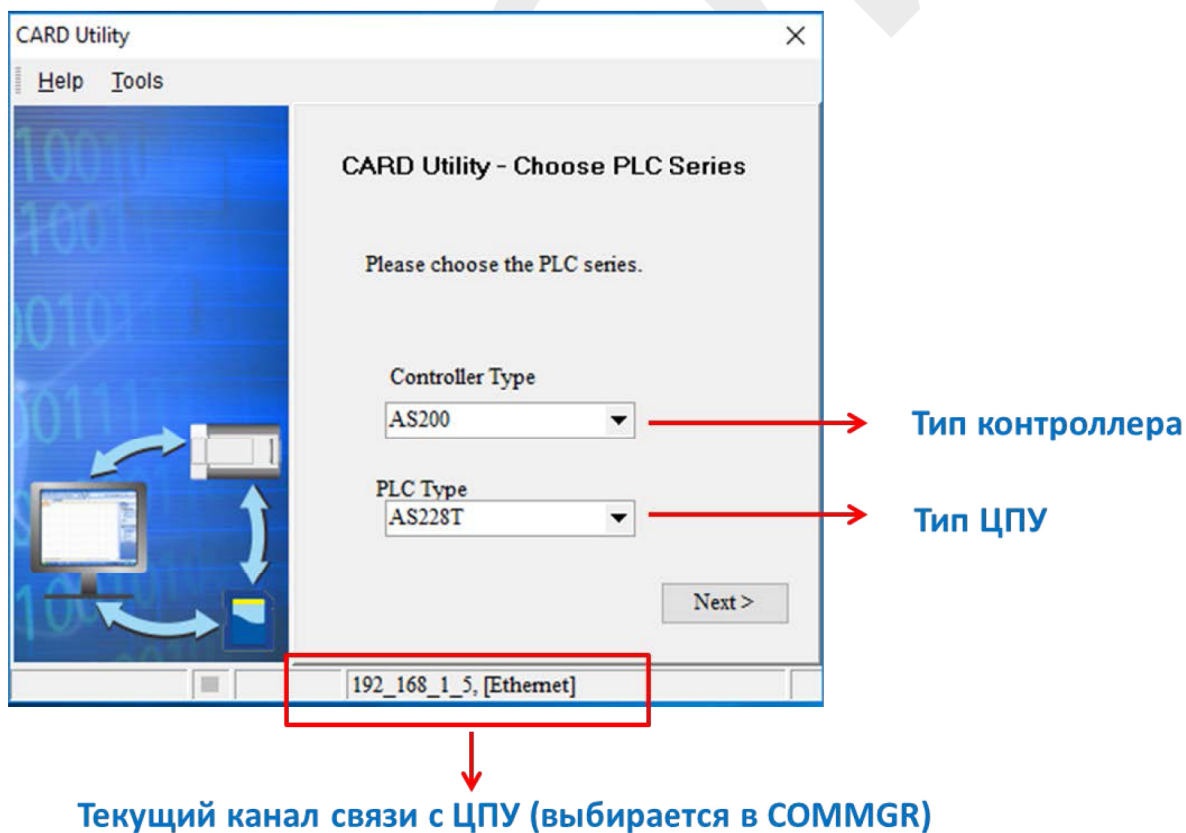 CARD Utility
Help Tools
CARD Utility - Choose PLC Series
Please choose the PLC series.
Controller Type
AS200
Тип контроллера
PLC Type
AS228T
Тип ЦПУ
Next >
192_168_1_5, [Ethernet]
Текущий канал связи с ЦПУ (выбирается в COMMGR)